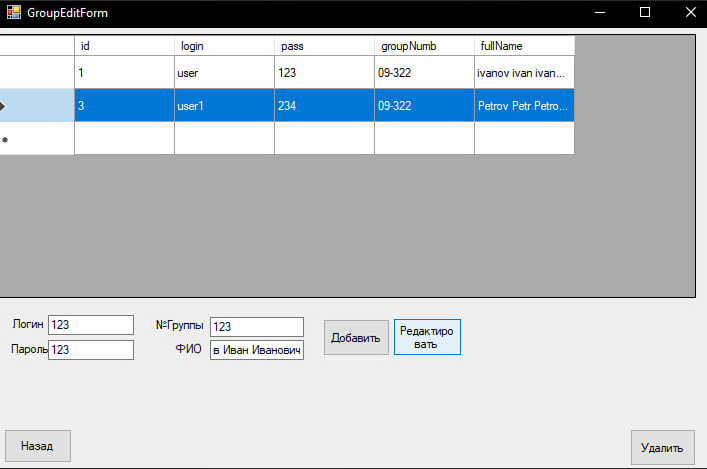 GroupEditForm
id login pass groupNumb fullName
1 user 123 09-322 ivanov ivan ivan...
3 user1 234 09-322 Petrov Petr Petro...
Логин 123 №Группы 123
Пароль 123 ФИО в Иван Иванович
Добавить
Редактиро
вать
Назад
Удалить